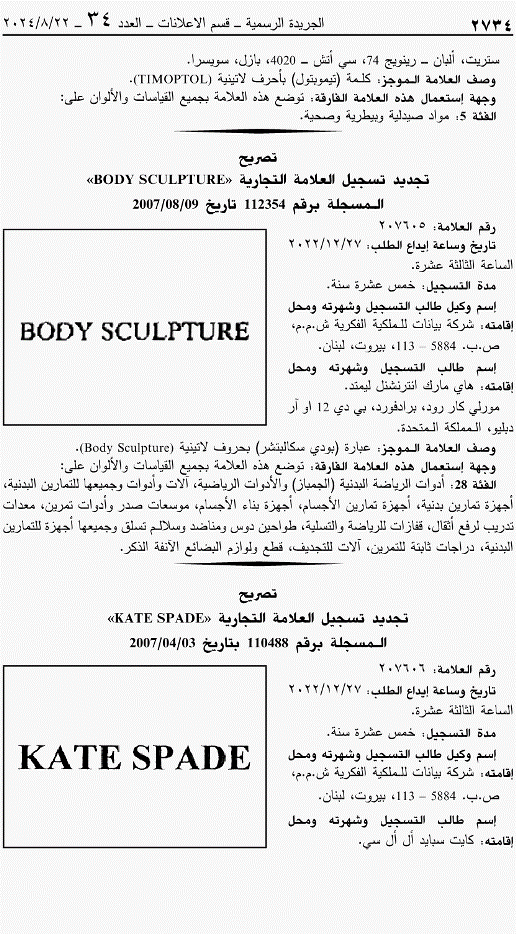 ٢٧٣٤ الجريدة الرسمية ــ قسم الاعلانات ــ العدد ٣٤ ــ ٢٠٢٤/٨/٢٢
ستريت، ألبان ــ رينويج 74، سي أتش ــ 4020، بازل، سويسرا.
وصف العلامة الموجز: كلمة (تيموبتول) بأحرف لاتينية (TIMOPTOL).
وجهة إستعمال هذه العلامة الفارقة: توضع هذه العلامة بجميع القياسات والألوان على:
الفئة 5: مواد صيدلية وبيطرية وصحية.
تصريح
تجديد تسجيل العلامة التجارية «BODY SCULPTURE»
المسجلة برقم 112354 تاريخ 2007/08/09
رقم العلامة: ٢٠٧٦٠٥
تاريخ وساعة إيداع الطلب: ٢٠٢٢/١٢/٢٧
الساعة الثالثة عشرة.
مدة التسجيل: خمس عشرة سنة.
إسم وكيل طالب التسجيل وشهرته ومحل
إقامته: شركة بيانات للملكية الفكرية ش.م.م،
ص.ب. 5884 – 113، بيروت، لبنان.
إسم طالب التسجيل وشهرته ومحل
إقامته: هاي مارك انترنشنل ليمتد.
مورلي كار رود، برادفورد، بي دي 12 او آر
دبليو، المملكة المتحدة.
BODY SCULPTURE
وصف العلامة الموجز: عبارة (بودي سكالبتشر) بحروف لاتينية (Body Sculpture).
وجهة إستعمال هذه العلامة الفارقة: توضع هذه العلامة بجميع القياسات والألوان على:
الفئة 28: أدوات الرياضة البدنية (الجمباز) والأدوات الرياضية، آلات وأدوات وجميعها للتمارين البدنية،
أجهزة تمارين بدنية، أجهزة تمارين الأجسام، أجهزة بناء الأجسام، موسعات صدر وأدوات تمرين، معدات
تدريب لرفع أثقال، قفازات للرياضة والتسلية، طواحين دوس ومناضد وسلالم تسلق وجميعها أجهزة للتمارين
البدنية، دراجات ثابتة للتمرين، آلات للتجديف، قطع ولوازم البضائع الآنفة الذكر.
تصريح
تجديد تسجيل العلامة التجارية «KATE SPADE»
المسجلة برقم 110488 بتاريخ 2007/04/03
رقم العلامة: ٢٠٧٦٠٦
تاريخ وساعة إيداع الطلب: ٢٠٢٢/١٢/٢٧
الساعة الثالثة عشرة.
مدة التسجيل: خمس عشرة سنة.
إسم وكيل طالب التسجيل وشهرته ومحل
إقامته: شركة بيانات للملكية الفكرية ش.م.م،
ص.ب. 5884 – 113، بيروت، لبنان.
إسم طالب التسجيل وشهرته ومحل
إقامته: كايت سبايد أل أل سي.
KATE SPADE